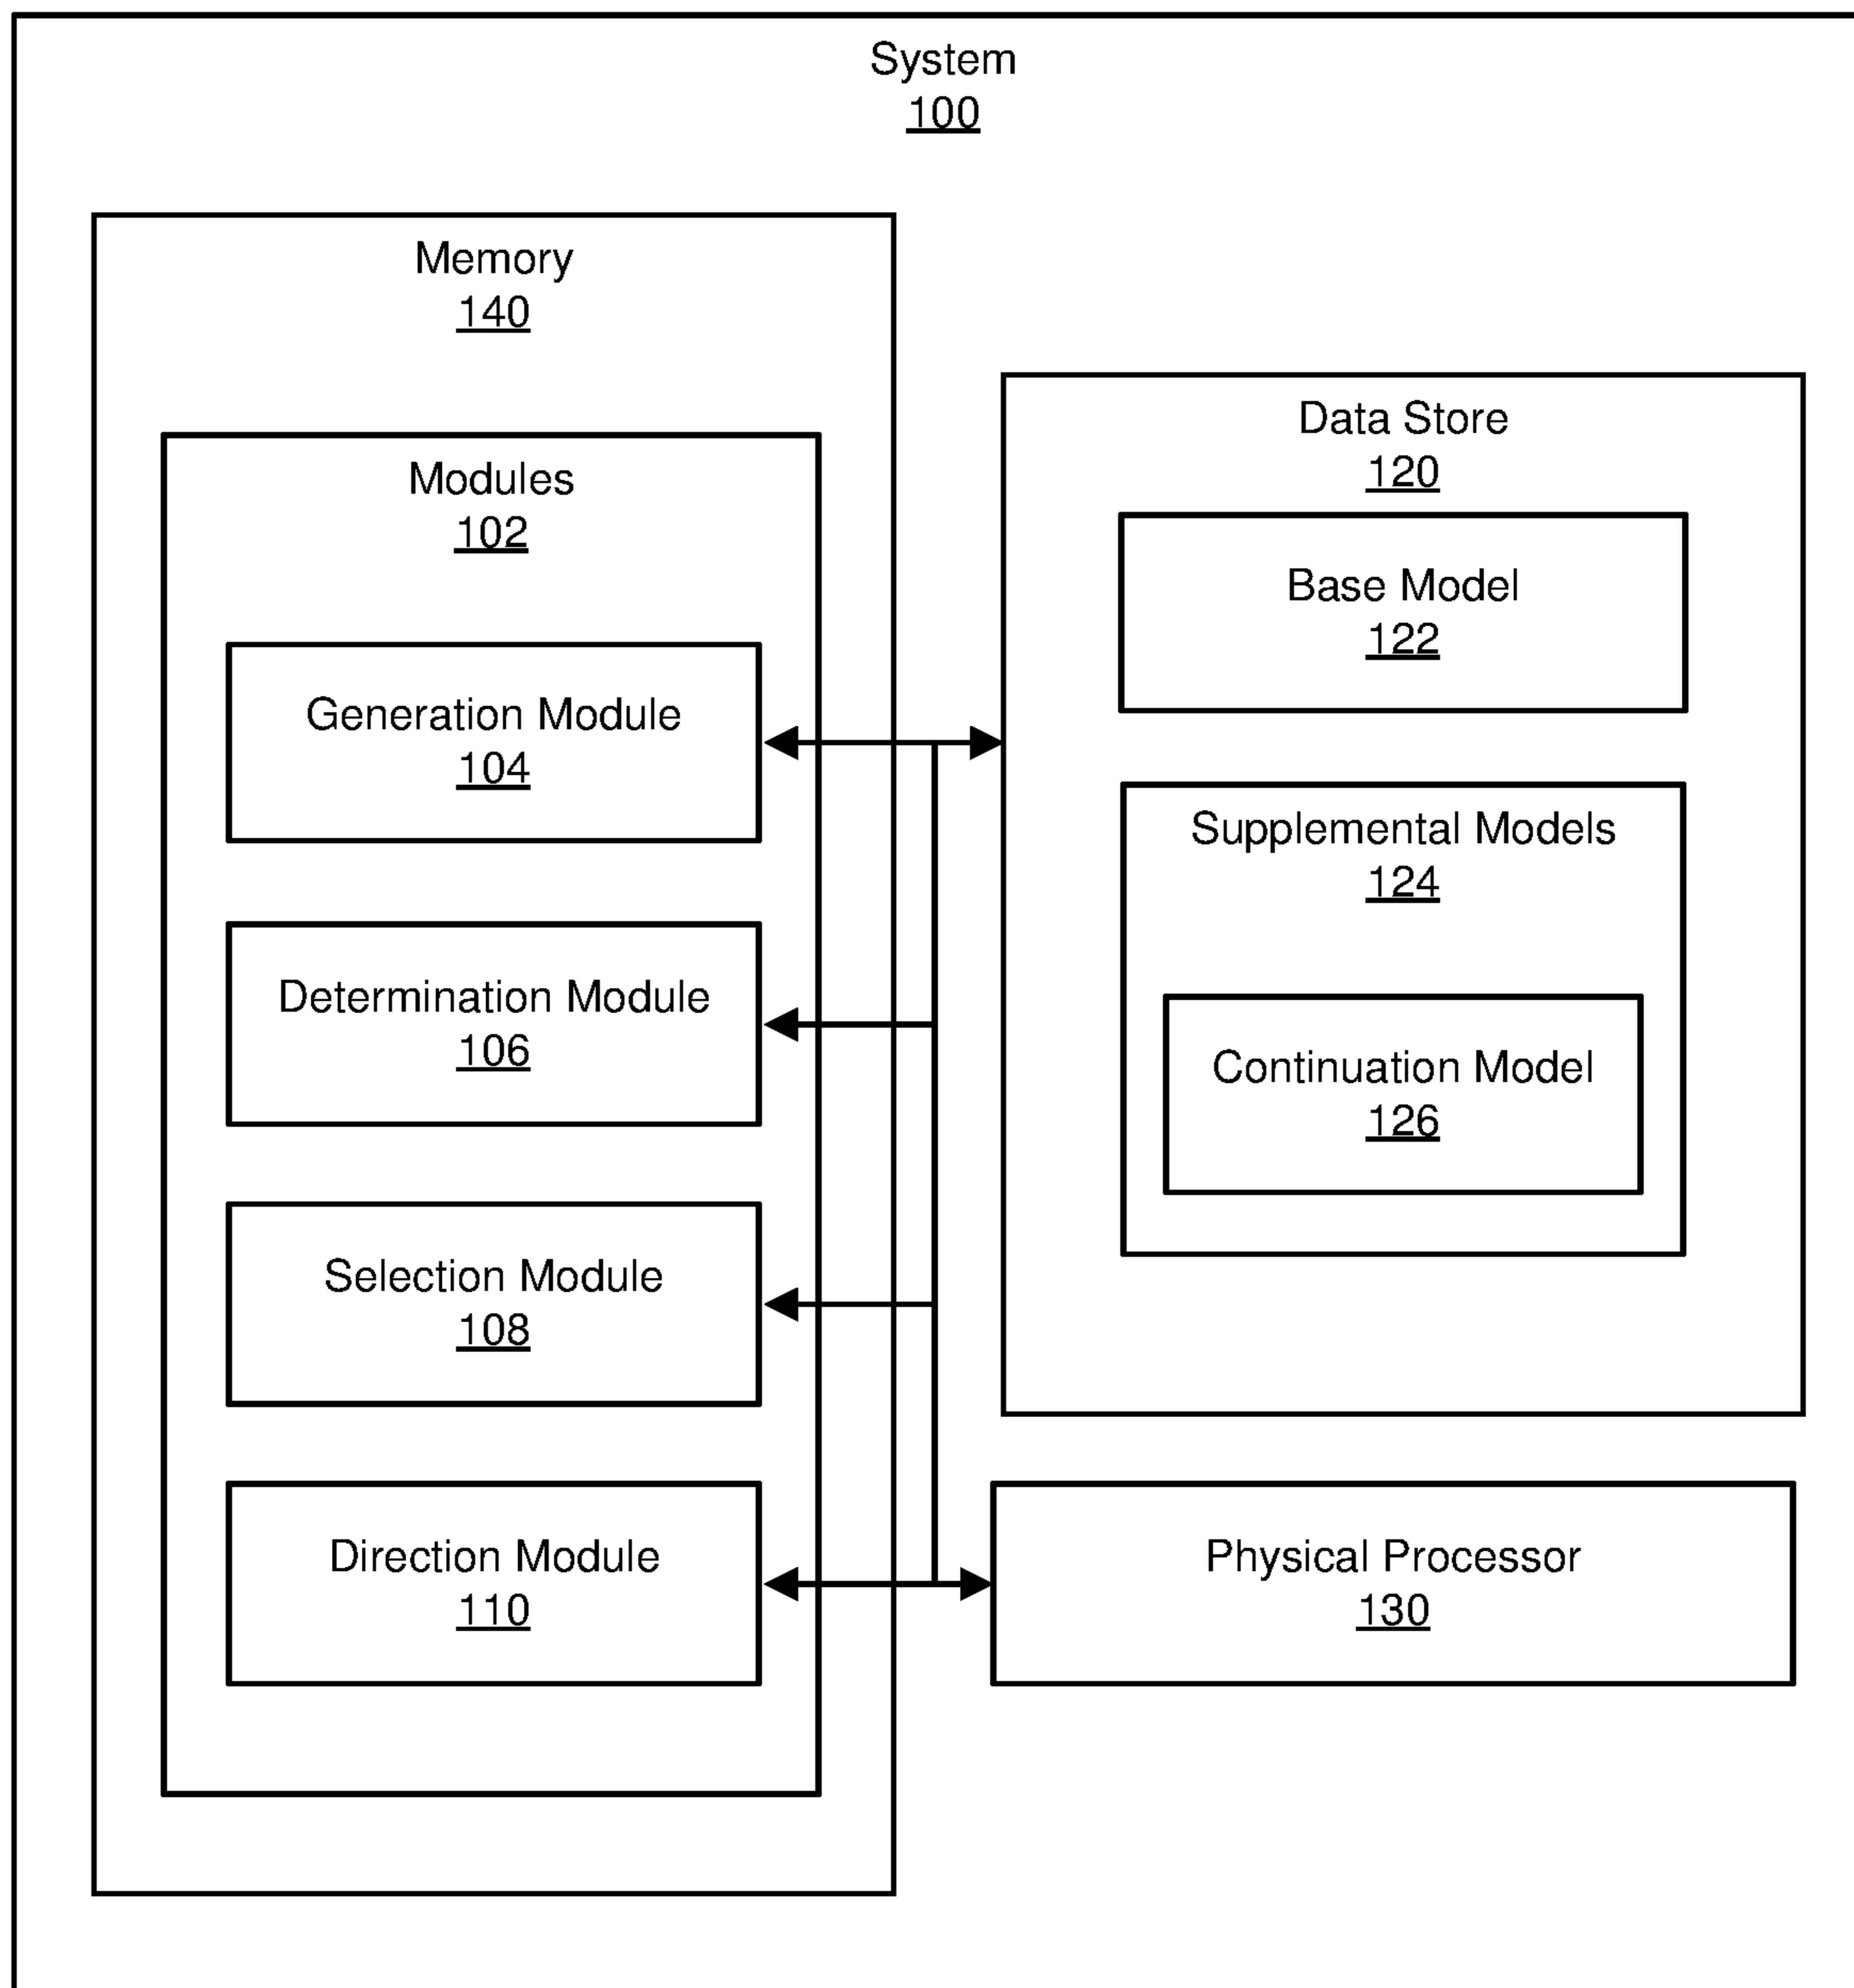 System
100
Memory
140
Modules
102
Generation Module
104
Determination Module
106
Selection Module
108
Direction Module
110
Data Store
120
Base Model
122
Supplemental Models
124
Continuation Model
126
Physical Processor
130